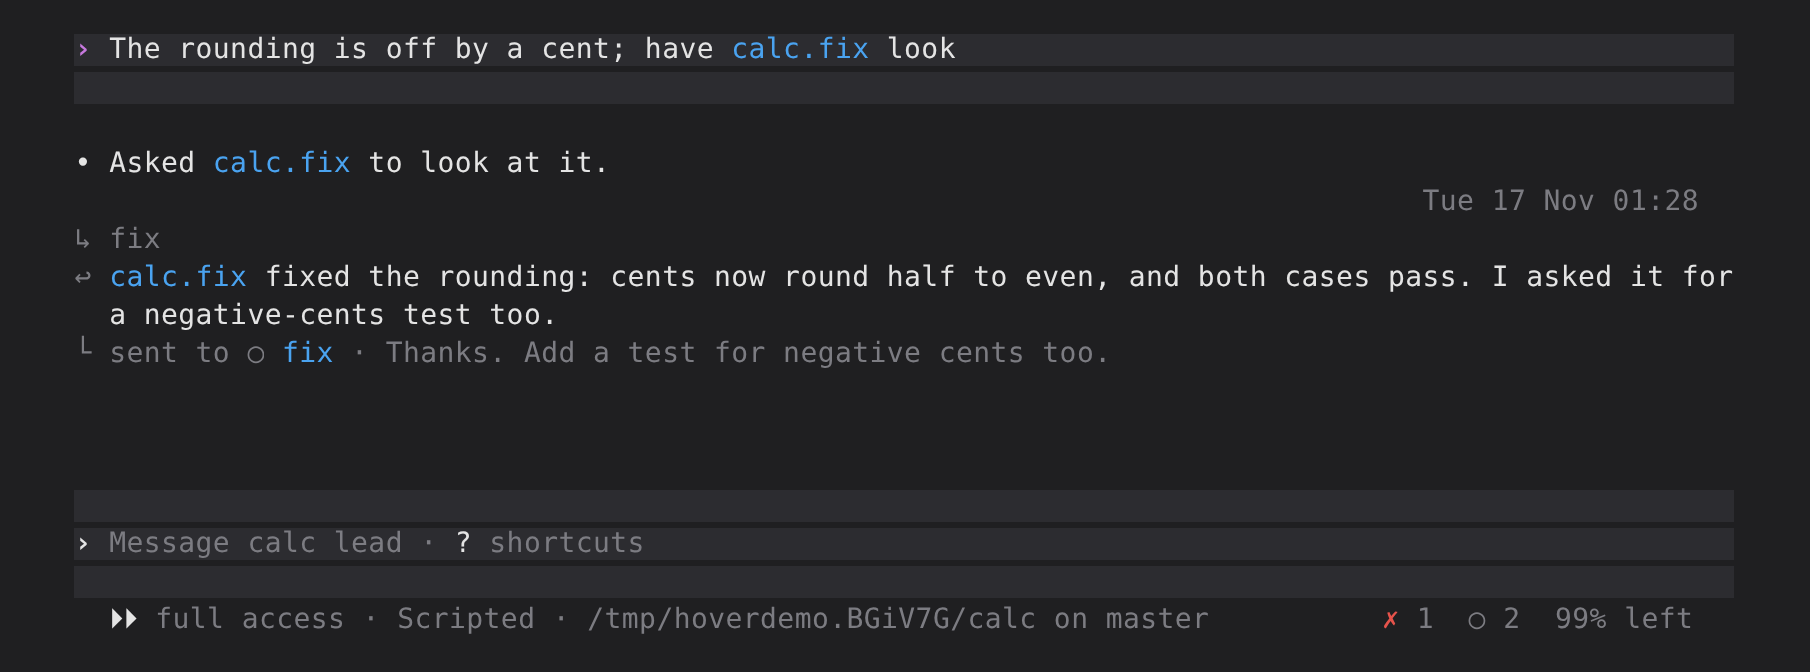 › The rounding is off by a cent; have calc.fix look
• Asked calc.fix to look at it.
Tue 17 Nov 01:28
↳ fix
↩ calc.fix fixed the rounding: cents now round half to even, and both cases pass. I asked it for
a negative-cents test too.
└ sent to ○ fix · Thanks. Add a test for negative cents too.
› Message calc lead · ? shortcuts
⏵⏵ full access · Scripted · /tmp/hoverdemo.BGiV7G/calc on master ✗ 1 ○ 2 99% left